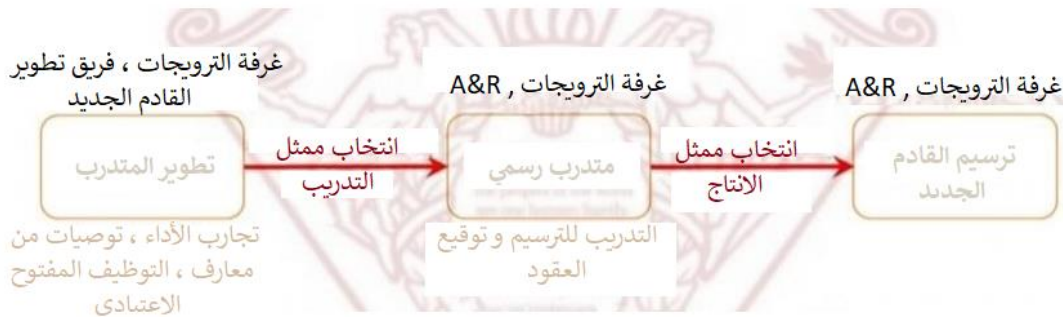 غرفة الترويجات ، فريق تطوير
القادم الجديد
تطوير المتدرب
تجارب الأداء ، توصيات من
معارف ، التوظيف المفتوح
الاعتيادي
انتخاب ممثل
التدريب
غرفة الترويجات , A&R
متدرب رسمي
التدريب للترسيم و توقيع
العقود
انتخاب ممثل
الانتاج
غرفة الترويجات , A&R
ترسيم القادم
الجديد